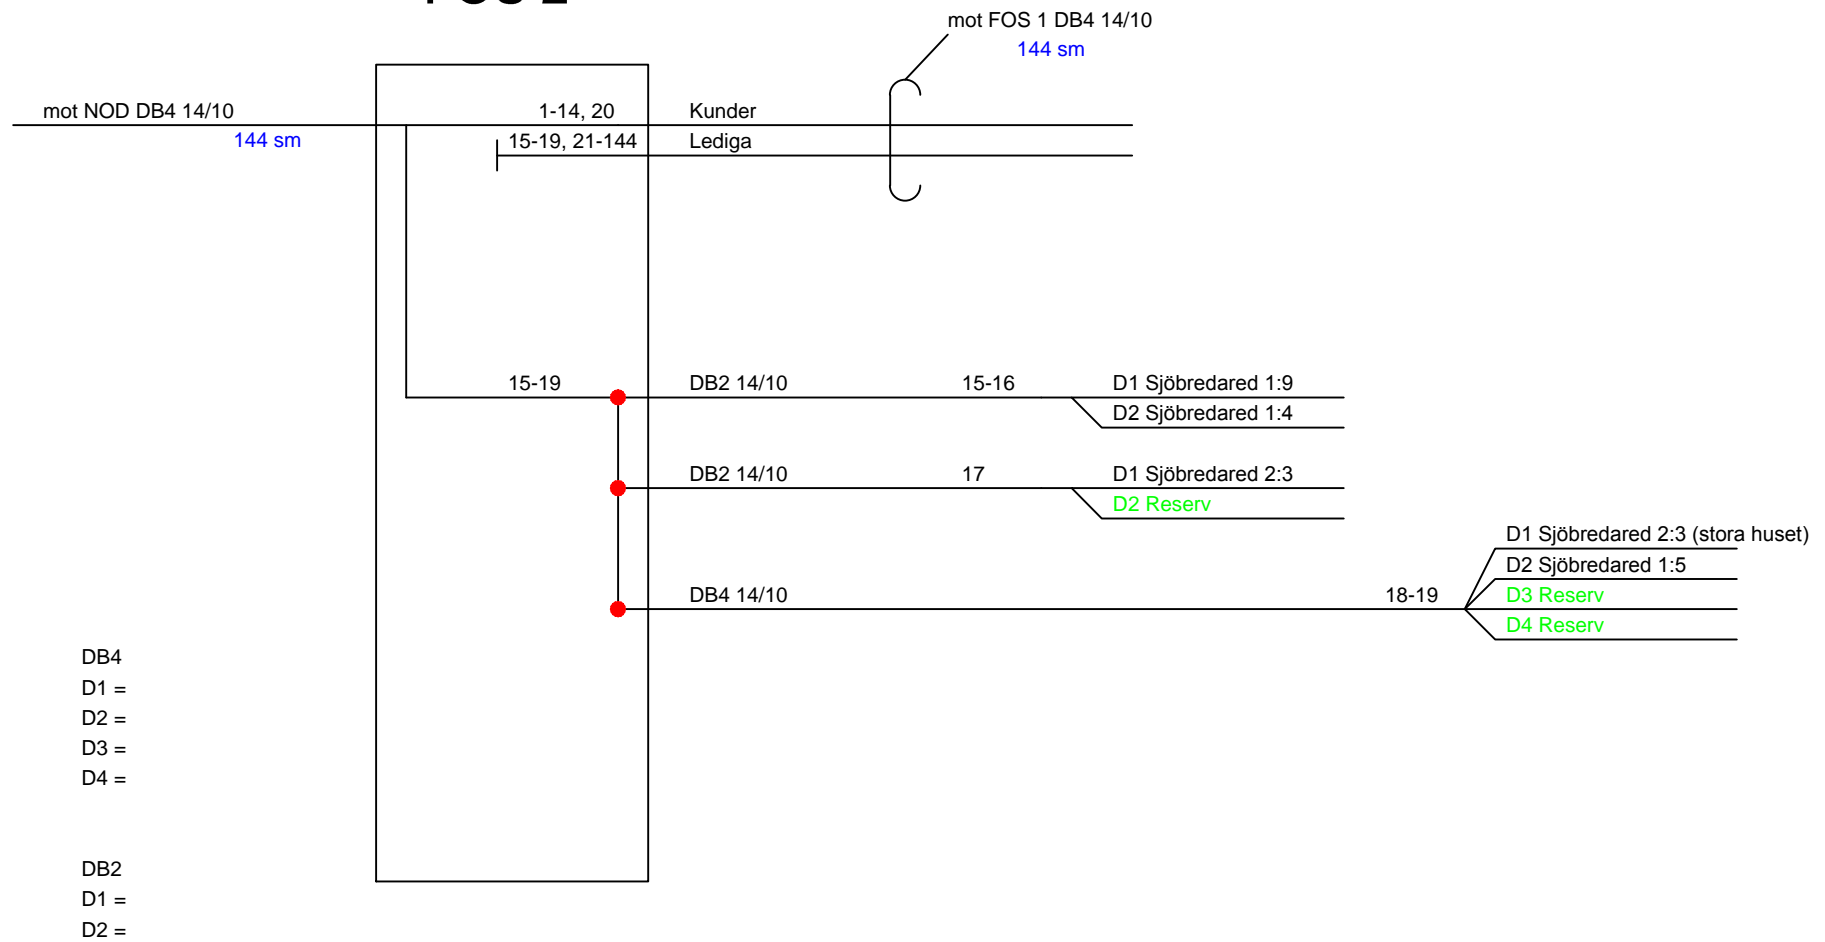 mot FOS 1 DB4 14/10
144 sm
mot NOD DB4 14/10
144 sm
1-14, 20
Kunder
15-19, 21-144
Lediga
15-19
DB2 14/10
15-16
D1 Sjöbredared 1:9
D2 Sjöbredared 1:4
DB2 14/10
17
D1 Sjöbredared 2:3
D2 Reserv
DB4 14/10
18-19
D1 Sjöbredared 2:3 (stora huset)
D2 Sjöbredared 1:5
D3 Reserv
D4 Reserv
DB4
D1 =
D2 =
D3 =
D4 =
DB2
D1 =
D2 =